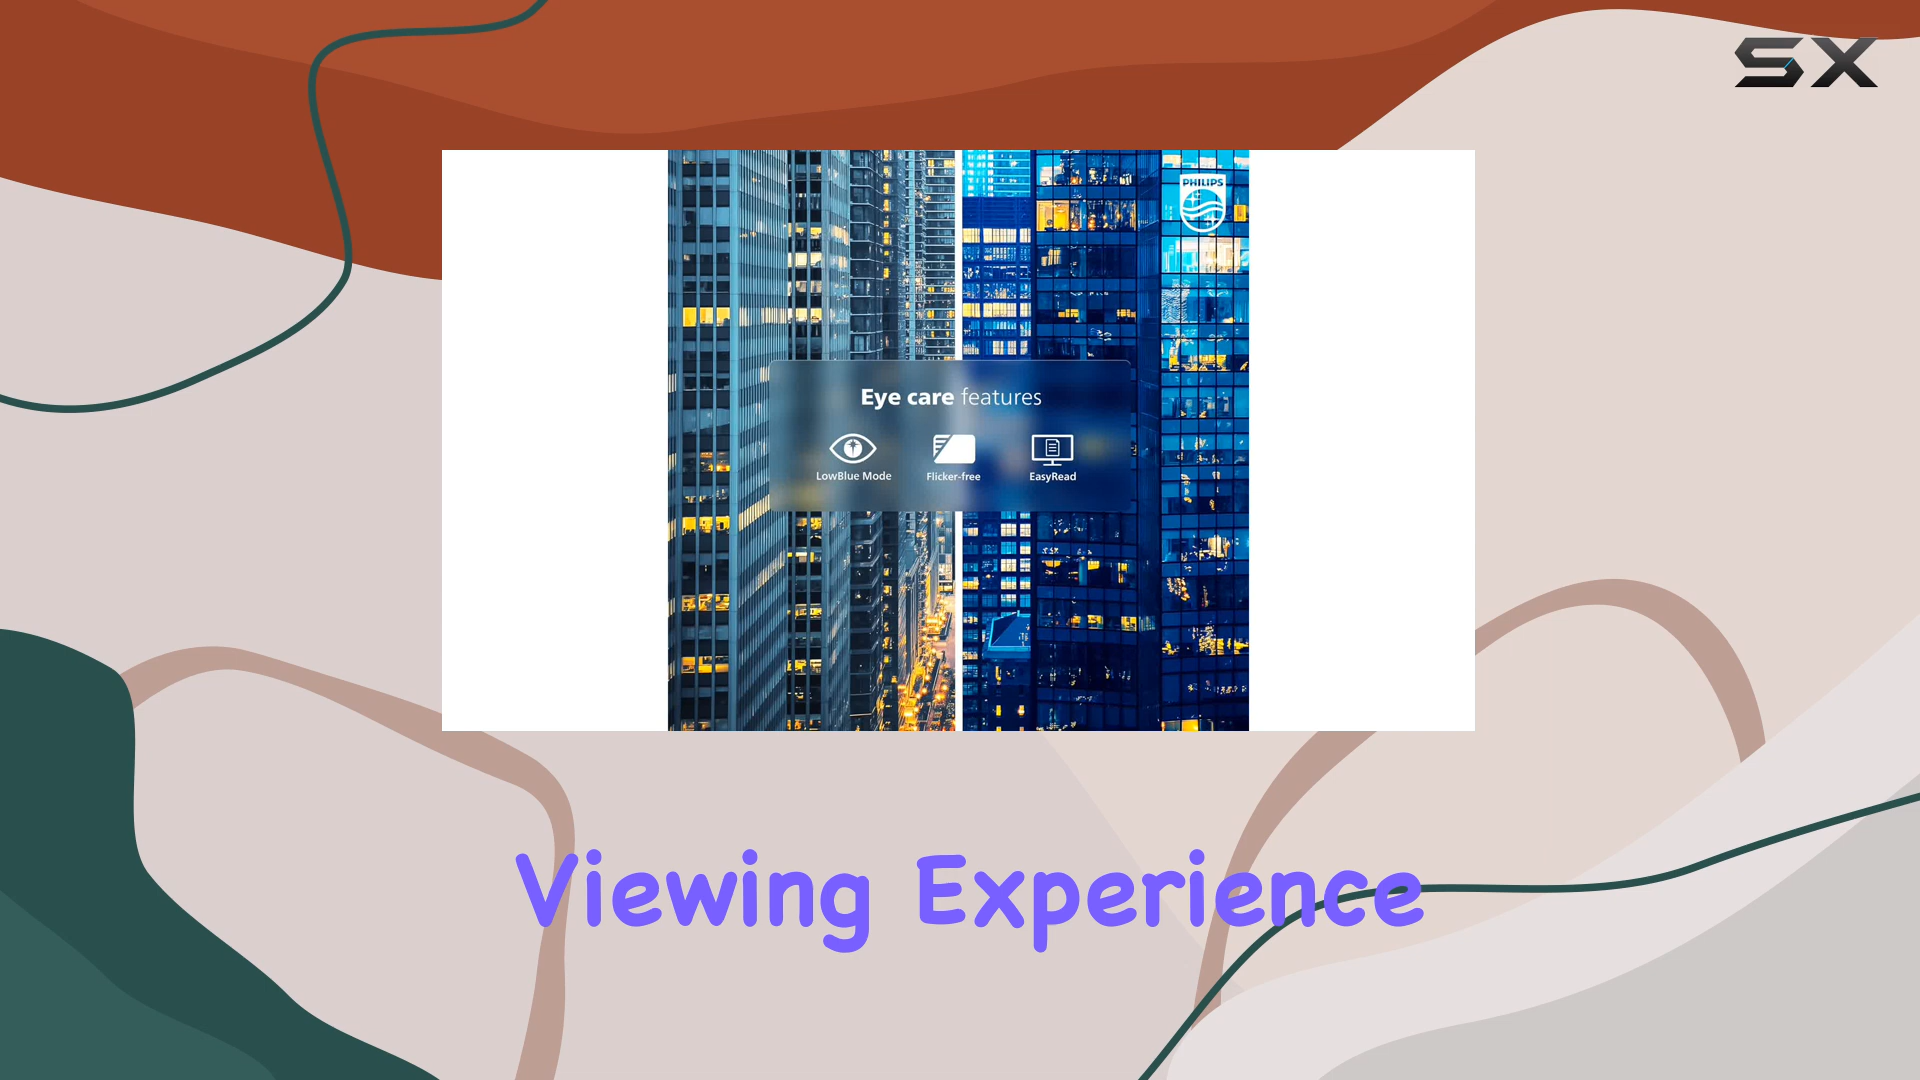 SX
PHILIPS
Eye care features
LowBlue Mode Flicker-free EasyRead
Viewing Experience